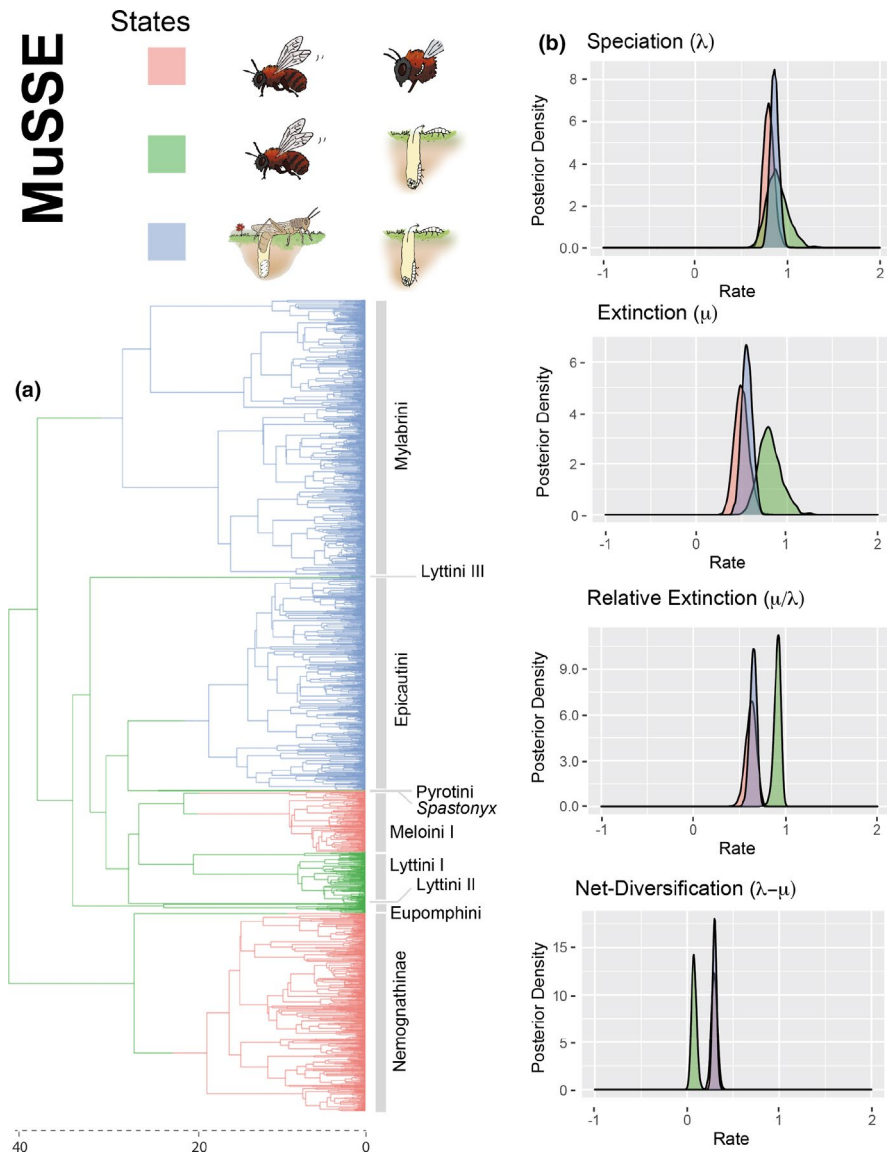 MuSSE
States
(a)
Mylabrini
Lyttini III
Epicautini
Pyrotini
Spastonyx
Meloini I
Lyttini I
Lyttini II
Eupomphini
Nemognathinae
40 20 0
(b) Speciation (λ)
Posterior Density
8
6
4
2
0.0
-1 0 1 2
Rate
Extinction (μ)
Posterior Density
6
4
2
0
-1 0 1 2
Rate
Relative Extinction (μ/λ)
Posterior Density
9.0
6.0
3.0
0.0
-1 0 1 2
Rate
Net-Diversification (λ−μ)
Posterior Density
15
10
5
0
-1 0 1 2
Rate